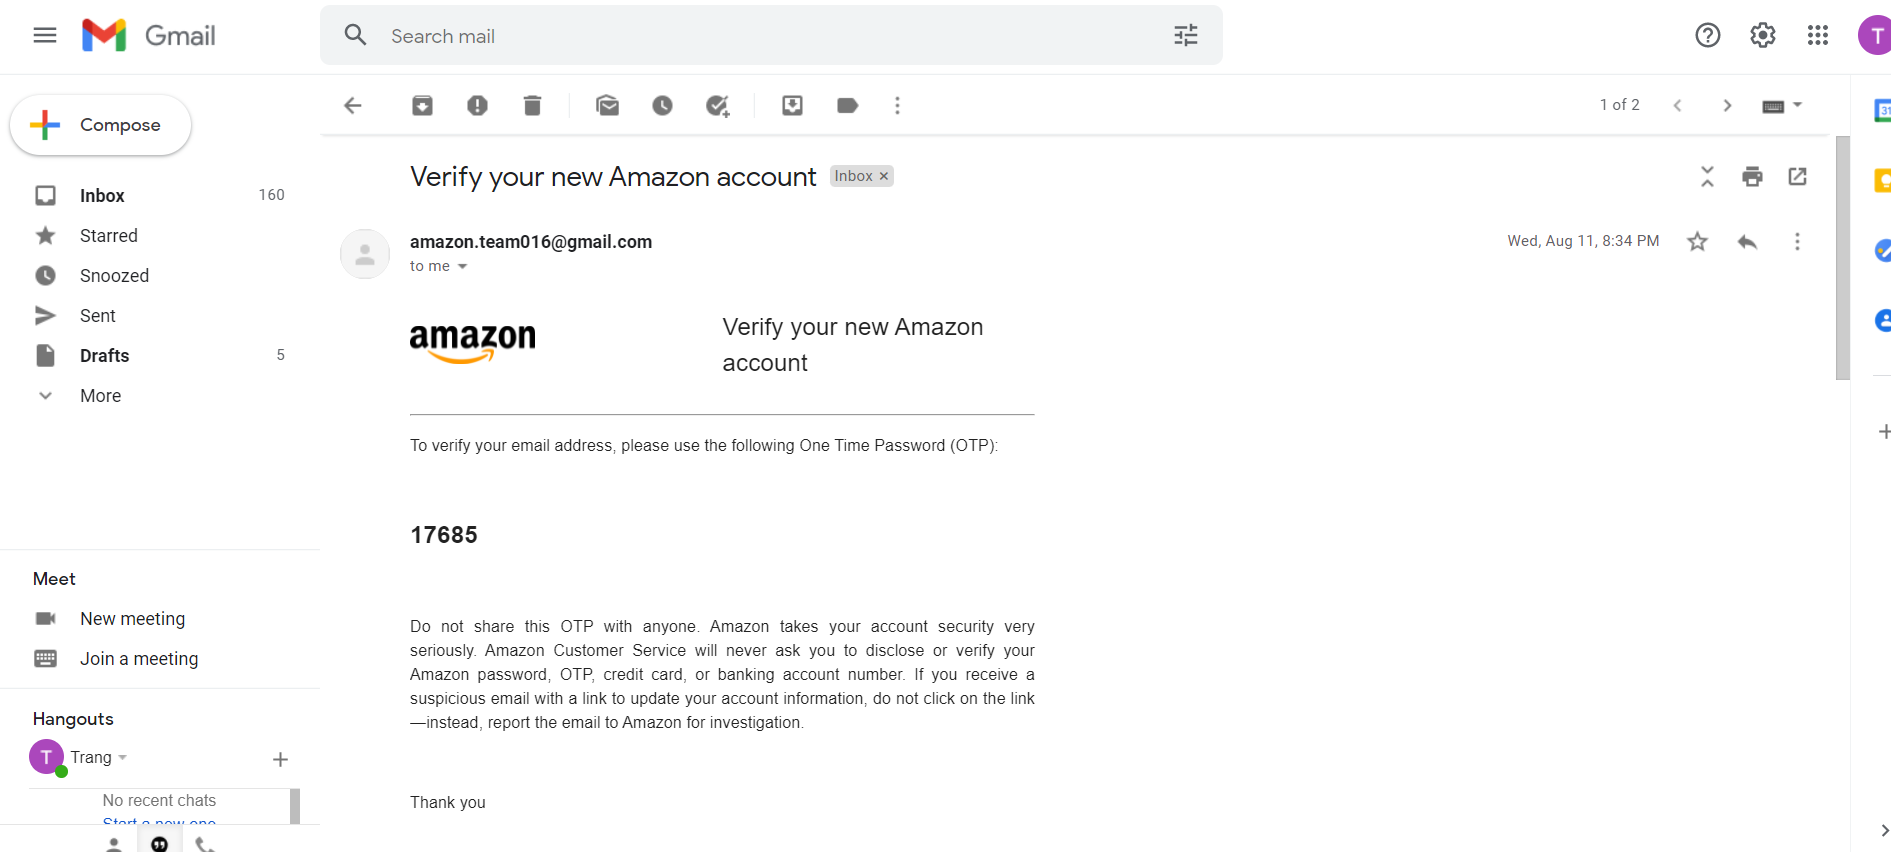 Gmail
Search mail
T
Compose
1 of 2
31
Inbox 160
Starred
Snoozed
Sent
Drafts 5
More
Verify your new Amazon account Inbox ×
amazon.team016@gmail.com
Wed, Aug 11, 8:34 PM
to me
amazon
Verify your new Amazon
account
To verify your email address, please use the following One Time Password (OTP):
17685
Do not share this OTP with anyone. Amazon takes your account security very
seriously. Amazon Customer Service will never ask you to disclose or verify your
Amazon password, OTP, credit card, or banking account number. If you receive a
suspicious email with a link to update your account information, do not click on the link
—instead, report the email to Amazon for investigation.
Thank you
Meet
New meeting
Join a meeting
Hangouts
T Trang
No recent chats
Start a new one